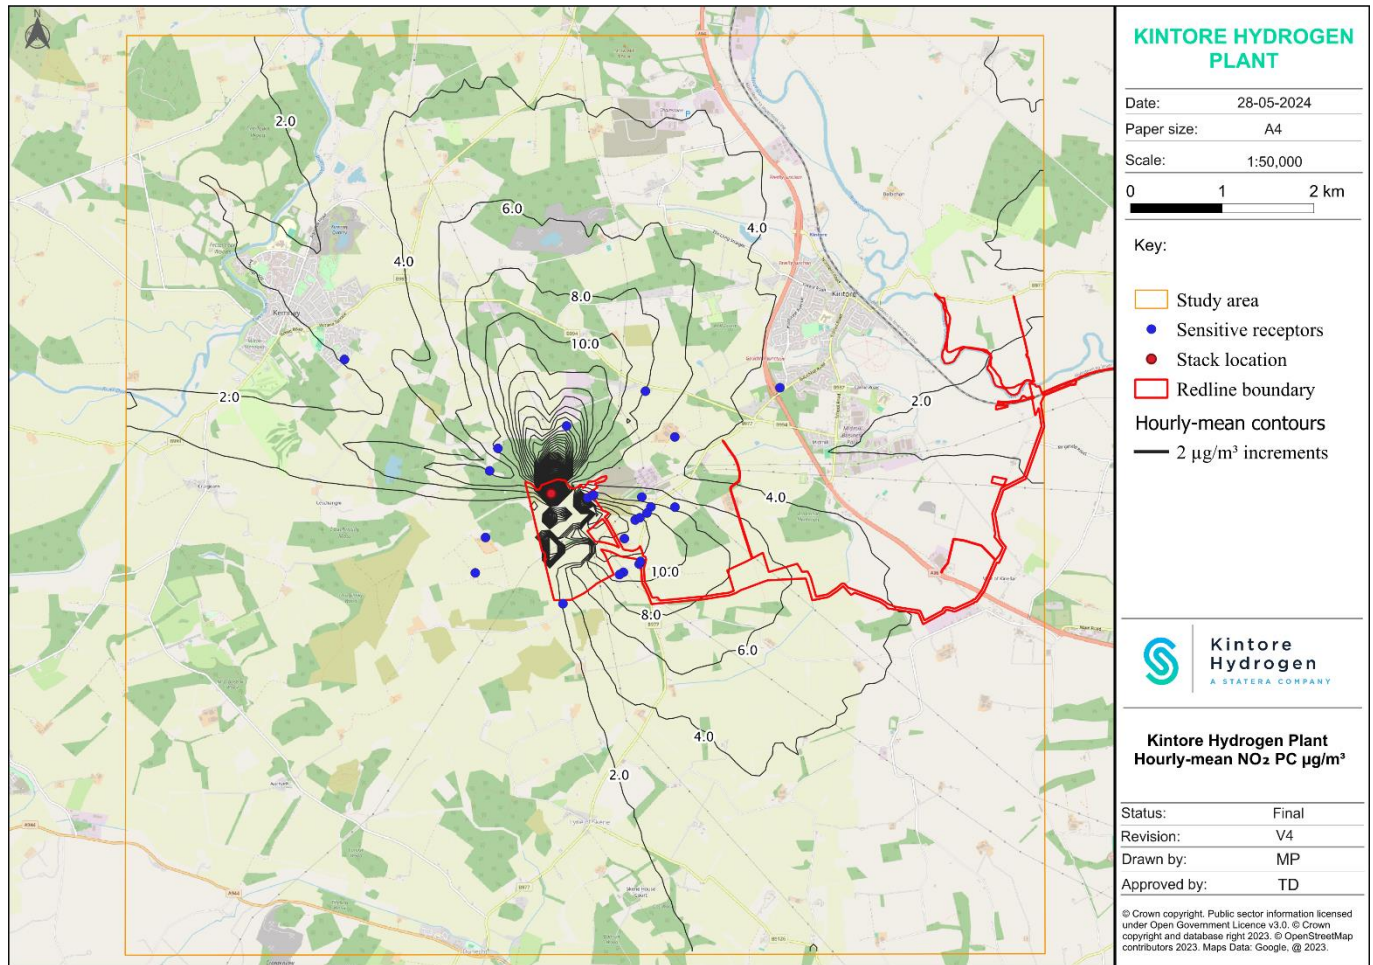 KINTORE HYDROGEN
PLANT
Date: 28-05-2024
Paper size: A4
Scale: 1:50,000
0 1 2 km
Key:
Study area
Sensitive receptors
Stack location
Redline boundary
Hourly-mean contours
2 µg/m³ increments
Kintore
Hydrogen
A STATERA COMPANY
Kintore Hydrogen Plant
Hourly-mean NO₂ PC µg/m³
Status: Final
Revision: V4
Drawn by: MP
Approved by: TD
© Crown copyright. Public sector information licensed
under Open Government Licence v3.0. © Crown
copyright and database right 2023. © OpenStreetMap
contributors 2023. Maps Data: Google, @ 2023.
2.0
6.0
4.0
4.0
8.0
10.0
2.0
2.0
4.0
10.0
8.0
6.0
4.0
2.0
Kemnay
Kintore